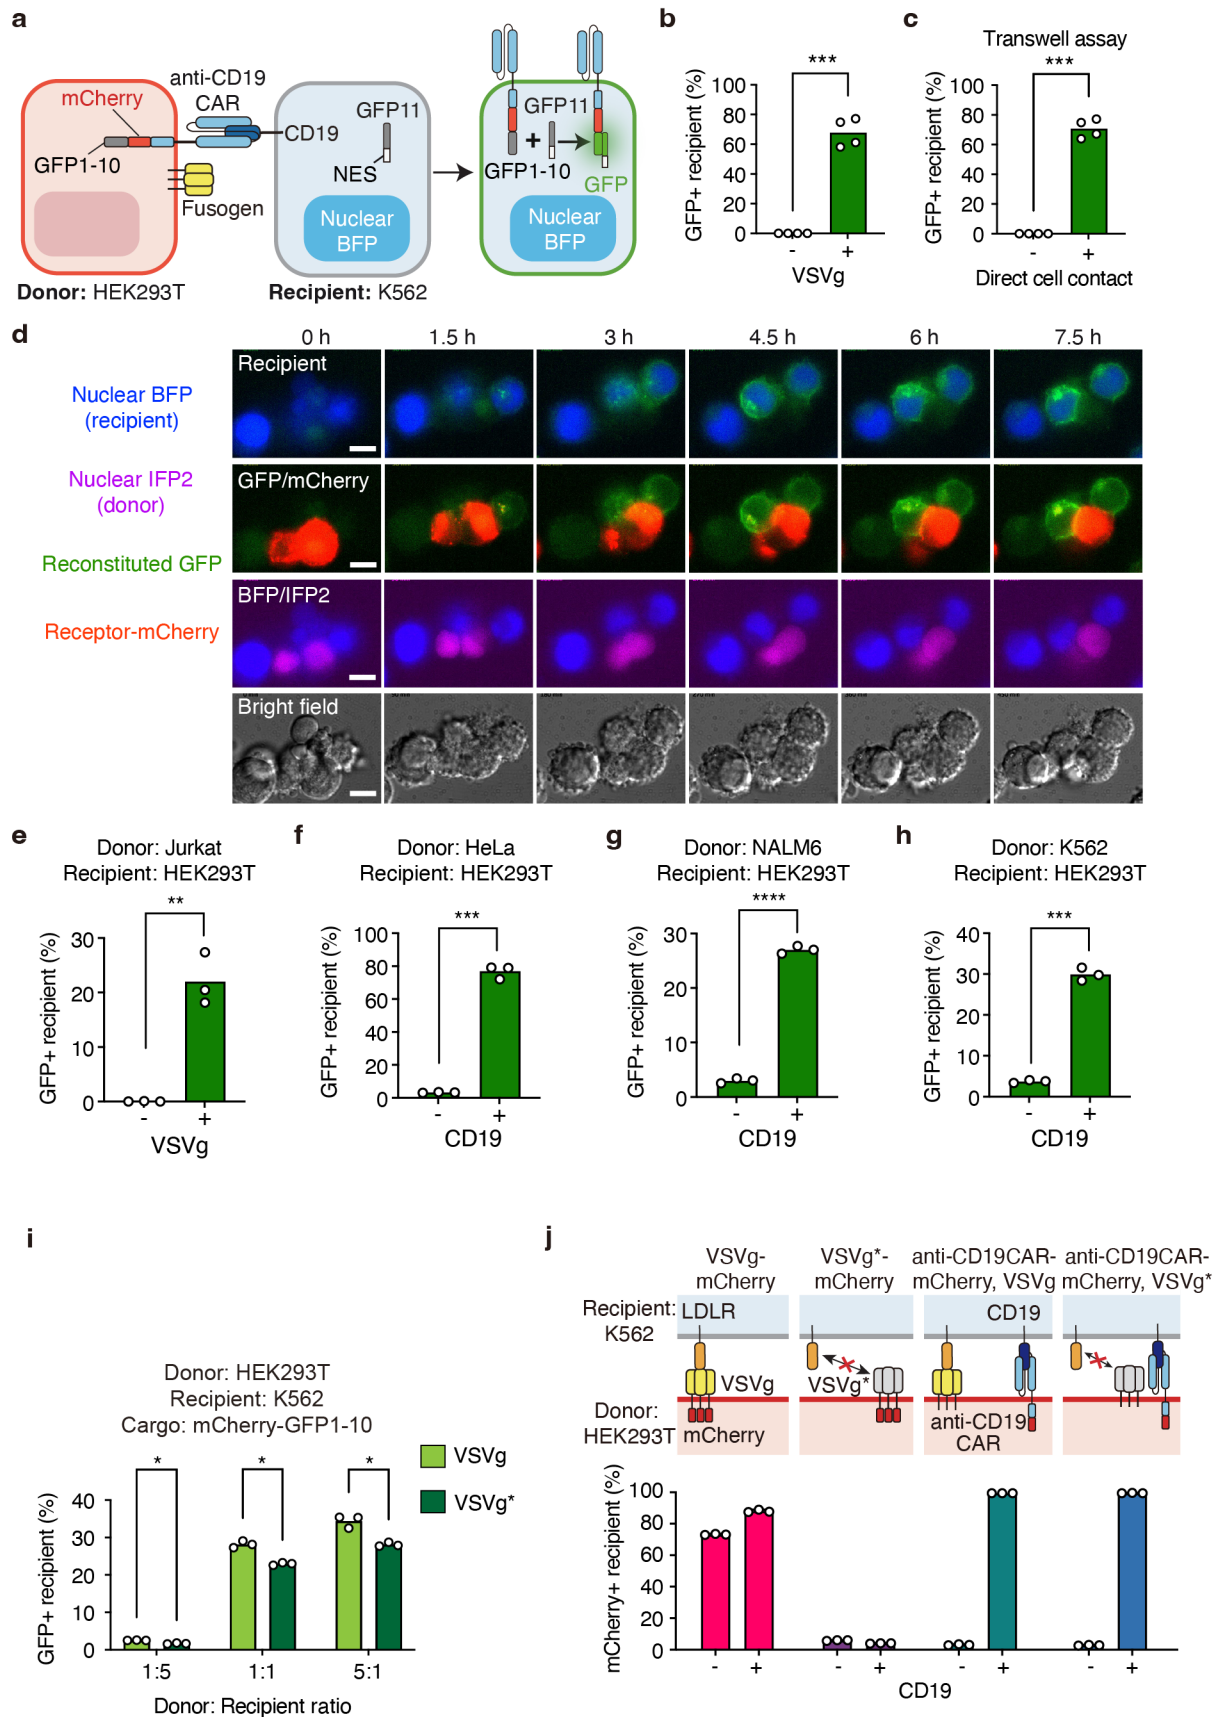 a
mCherry
anti-CD19
CAR
GFP1-10
Fusogen
CD19
GFP11
NES
Nuclear
BFP
GFP11
+
GFP1-10
GFP
Nuclear
BFP
Donor: HEK293T
Recipient: K562
b
***
GFP+ recipient (%)
100
80
60
40
20
0
- +
VSVg
c
Transwell assay
***
GFP+ recipient (%)
100
80
60
40
20
0
- +
Direct cell contact
d
0 h 1.5 h 3 h 4.5 h 6 h 7.5 h
Nuclear BFP
(recipient)
Recipient
Nuclear IFP2
(donor)
GFP/mCherry
Reconstituted GFP
BFP/IFP2
Receptor-mCherry
Bright field
e
Donor: Jurkat
Recipient: HEK293T
**
GFP+ recipient (%)
30
20
10
0
- +
VSVg
f
Donor: HeLa
Recipient: HEK293T
***
GFP+ recipient (%)
100
80
60
40
20
0
- +
CD19
g
Donor: NALM6
Recipient: HEK293T
****
GFP+ recipient (%)
30
20
10
0
- +
CD19
h
Donor: K562
Recipient: HEK293T
***
GFP+ recipient (%)
40
30
20
10
0
- +
CD19
i
Donor: HEK293T
Recipient: K562
Cargo: mCherry-GFP1-10
VSVg
VSVg*
* * *
GFP+ recipient (%)
40
30
20
10
0
1:5 1:1 5:1
Donor: Recipient ratio
j
VSVg-
mCherry
VSVg*-
mCherry
anti-CD19CAR-
mCherry, VSVg
anti-CD19CAR-
mCherry, VSVg*
Recipient:
K562
LDLR
CD19
VSVg
VSVg*
Donor:
HEK293T
mCherry
anti-CD19
CAR
mCherry+ recipient (%)
100
80
60
40
20
0
- + - + - + - +
CD19